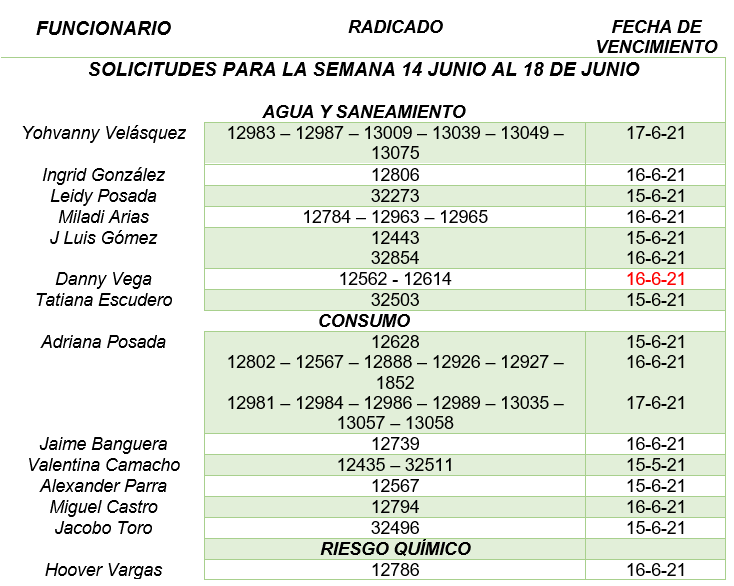 FUNCIONARIO RADICADO FECHA DE VENCIMIENTO
SOLICITUDES PARA LA SEMANA 14 JUNIO AL 18 DE JUNIO
AGUA Y SANEAMIENTO
Yohvanny Velásquez 12983 – 12987 – 13009 – 13039 – 13049 – 17-6-21
13075
Ingrid González 12806 16-6-21
Leidy Posada 32273 15-6-21
Miladi Arias 12784 – 12963 – 12965 16-6-21
J Luis Gómez 12443 15-6-21
32854 16-6-21
Danny Vega 12562 - 12614 16-6-21
Tatiana Escudero 32503 15-6-21
CONSUMO
Adriana Posada 12628 15-6-21
12802 – 12567 – 12888 – 12926 – 12927 – 16-6-21
1852
12981 – 12984 – 12986 – 12989 – 13035 – 17-6-21
13057 – 13058
Jaime Banguera 12739 16-6-21
Valentina Camacho 12435 – 32511 15-5-21
Alexander Parra 12567 15-6-21
Miguel Castro 12794 16-6-21
Jacobo Toro 32496 15-6-21
RIESGO QUÍMICO
Hoover Vargas 12786 16-6-21